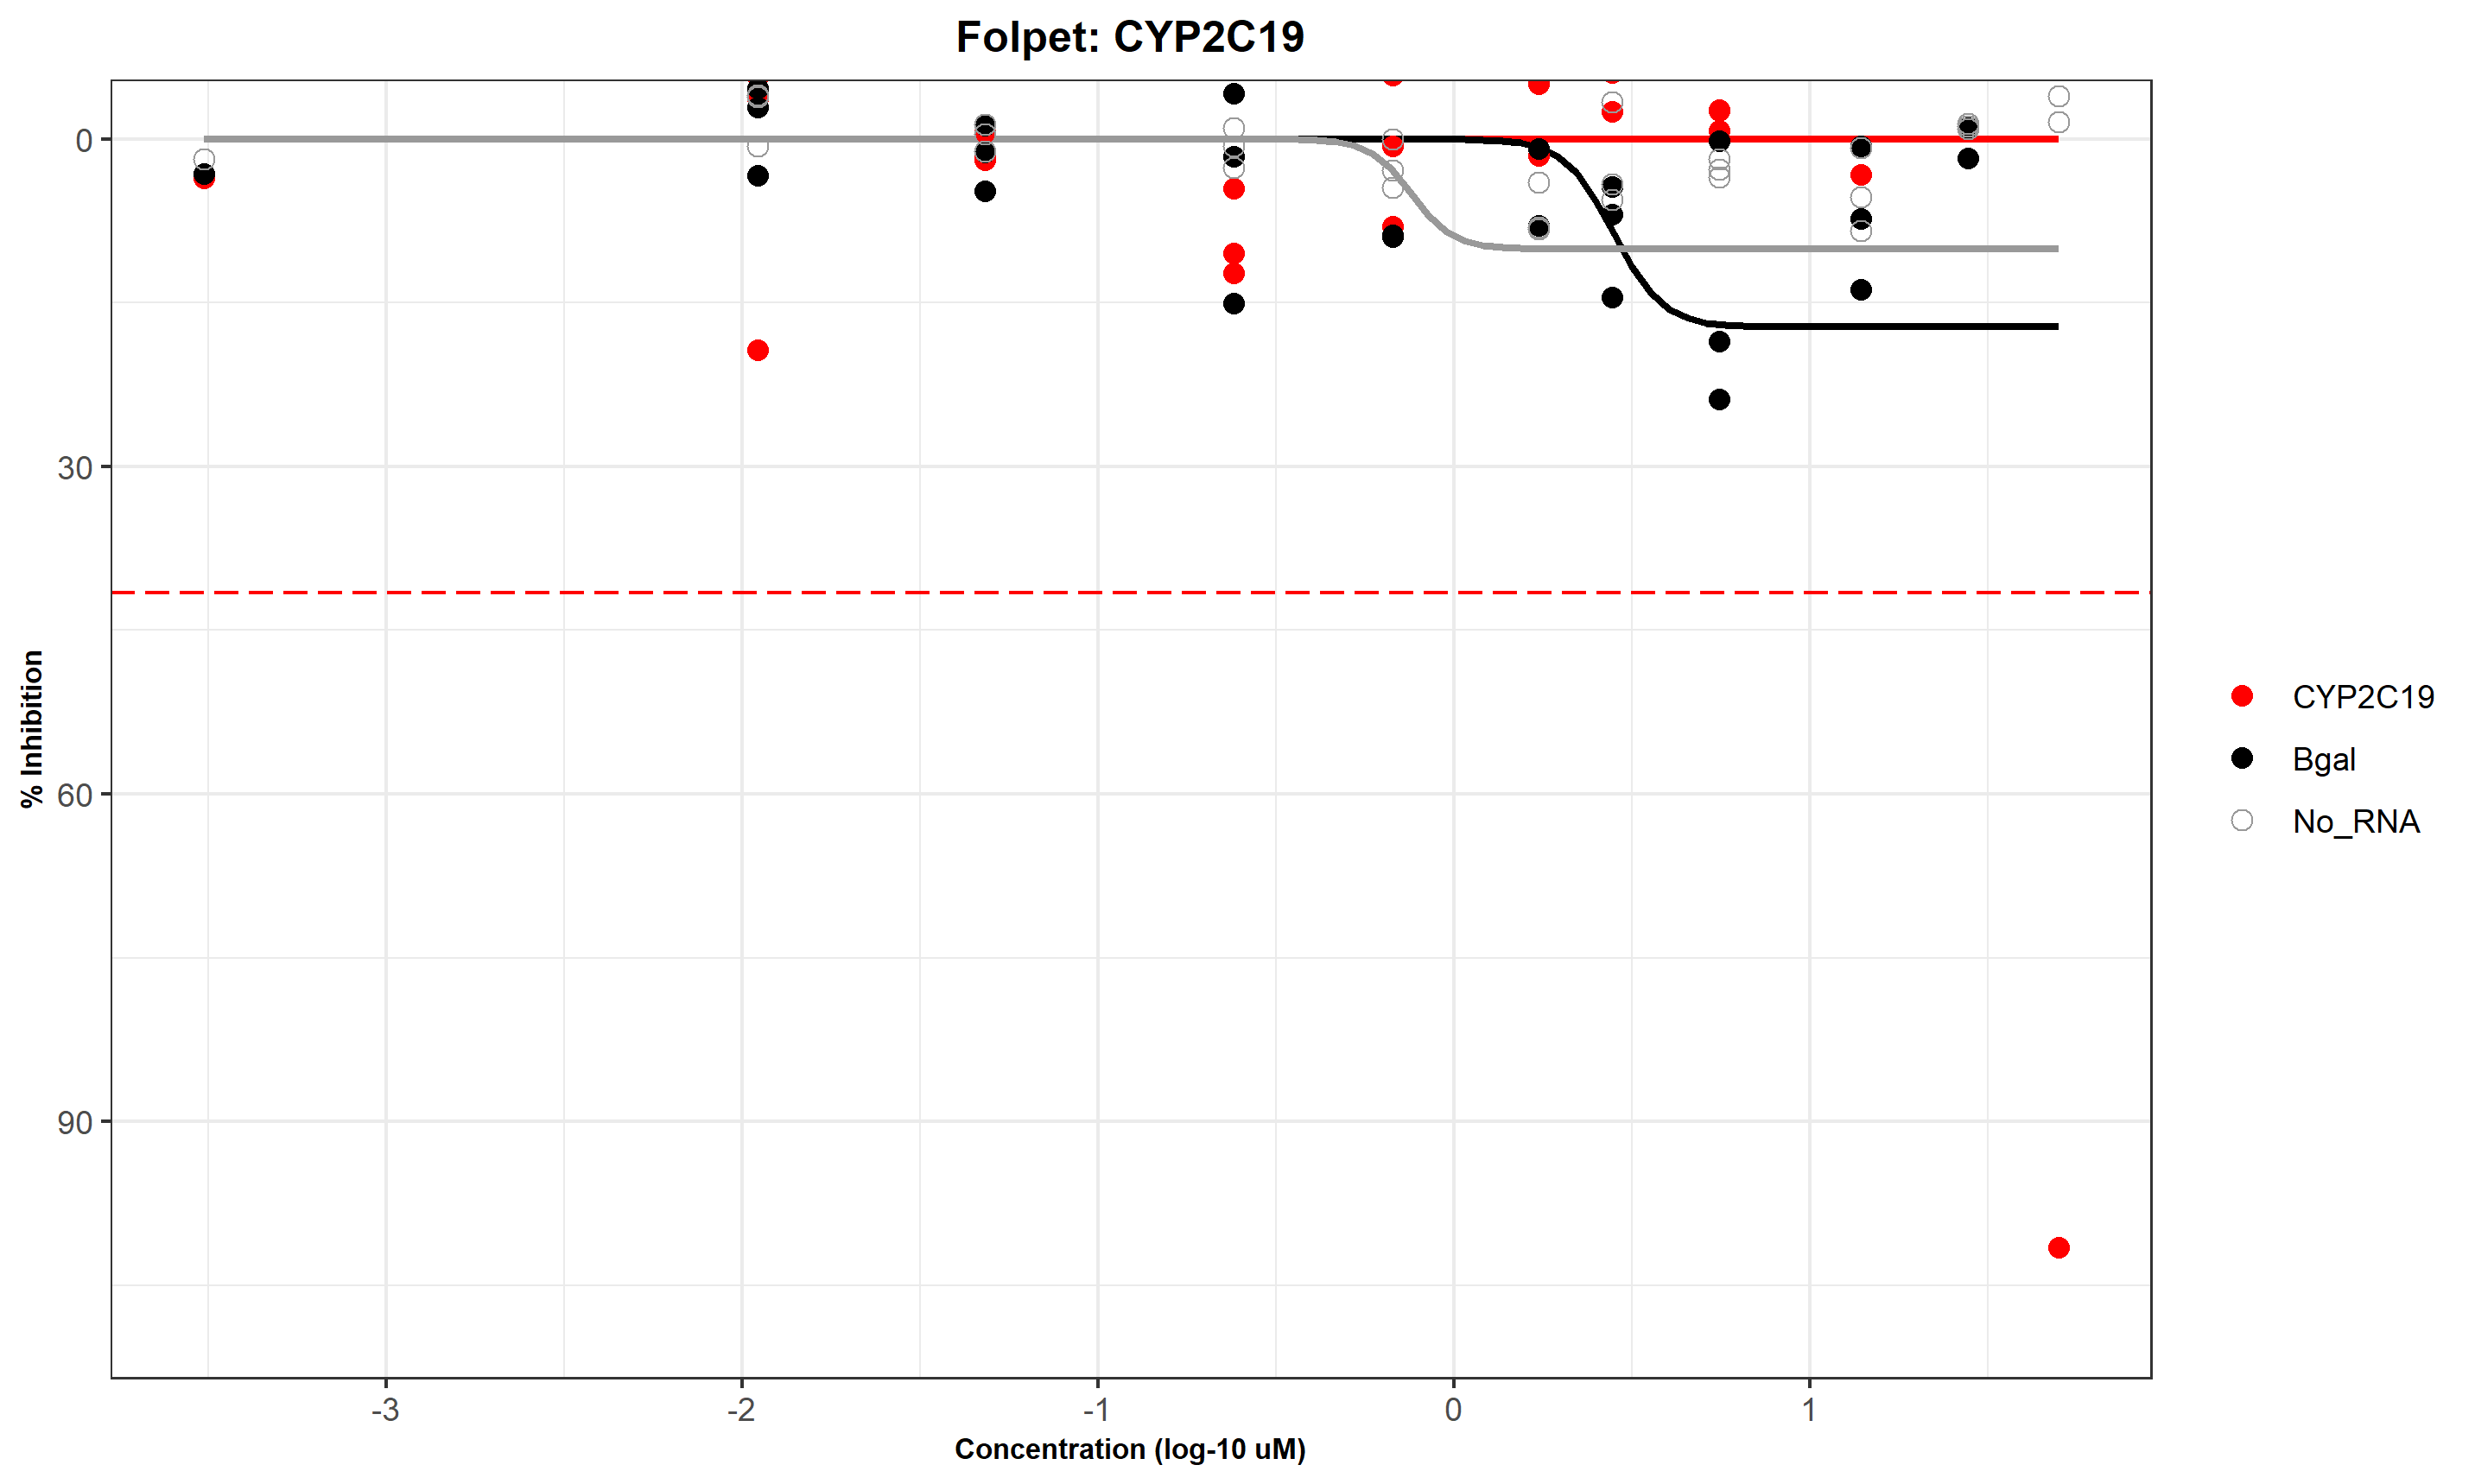 Folpet: CYP2C19
% Inhibition
0
30
60
90
-3
-2
-1
0
1
Concentration (log-10 uM)
CYP2C19
Bgal
No_RNA